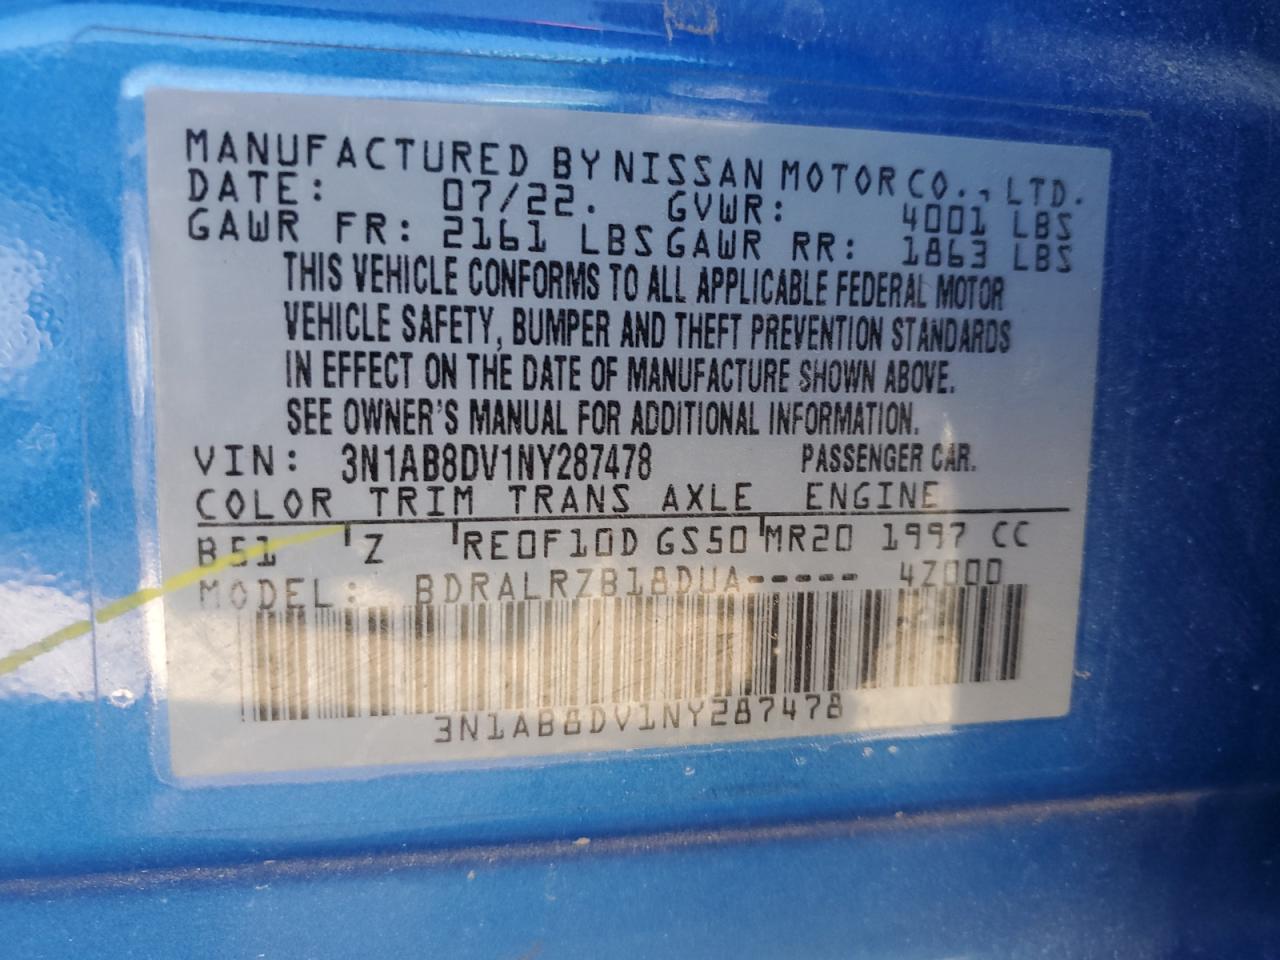 MANUFACTURED BY NISSAN MOTOR CO., LTD.
DATE: 07/22. GVWR: 4001 LBS
GAWR FR: 2161 LBS GAWR RR: 1863 LBS
THIS VEHICLE CONFORMS TO ALL APPLICABLE FEDERAL MOTOR
VEHICLE SAFETY, BUMPER AND THEFT PREVENTION STANDARDS
IN EFFECT ON THE DATE OF MANUFACTURE SHOWN ABOVE.
SEE OWNER'S MANUAL FOR ADDITIONAL INFORMATION.
VIN: 3N1AB8DV1NY287478 PASSENGER CAR.
COLOR TRIM TRANS AXLE ENGINE
B51 Z RE0F10D GS50 MR20 1997 CC
MODEL: BDRALRZB18DUA----- 4Z000
3N1AB8DV1NY287478